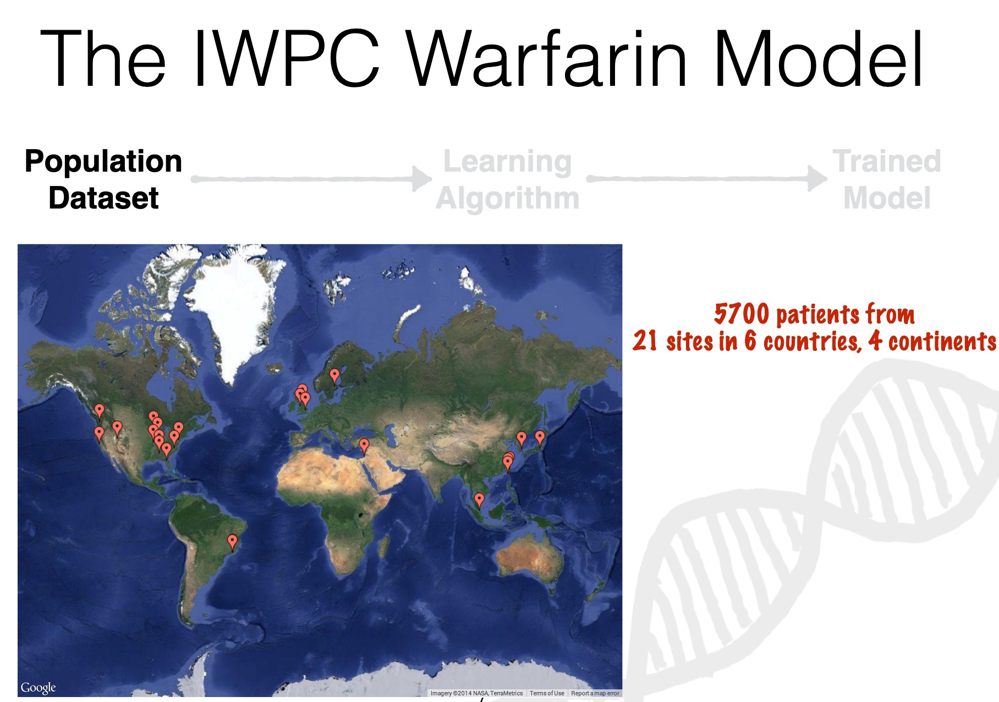 The IWPC Warfarin Model
Population
Dataset
Learning
Algorithm
Trained
Model
5700 patients from
21 sites in 6 countries, 4 continents
Google
Imagery ©2014 NASA, TerraMetrics
Terms of Use
Report a map error